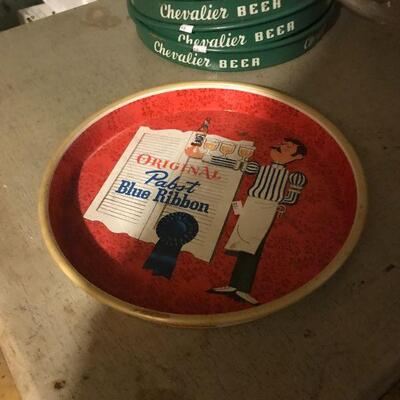 Chevalier BEER
Chevalier BEER
Chevalier BEER
ORIGINAL
Pabst
Blue Ribbon